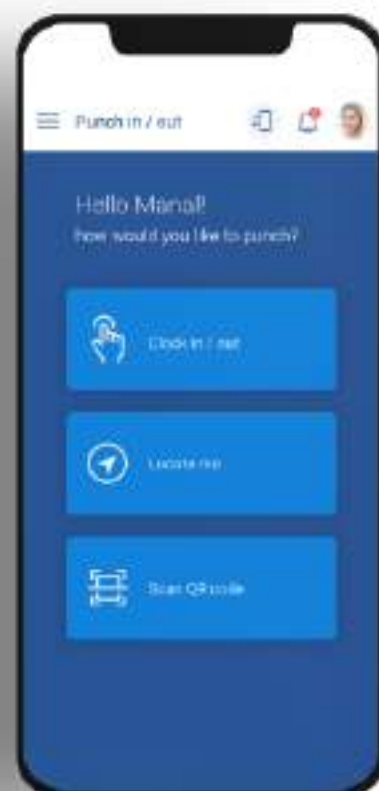 Punch in / out
Hello Manal!
how would you like to punch?
Clock in / out
Locate me
Scan QR code